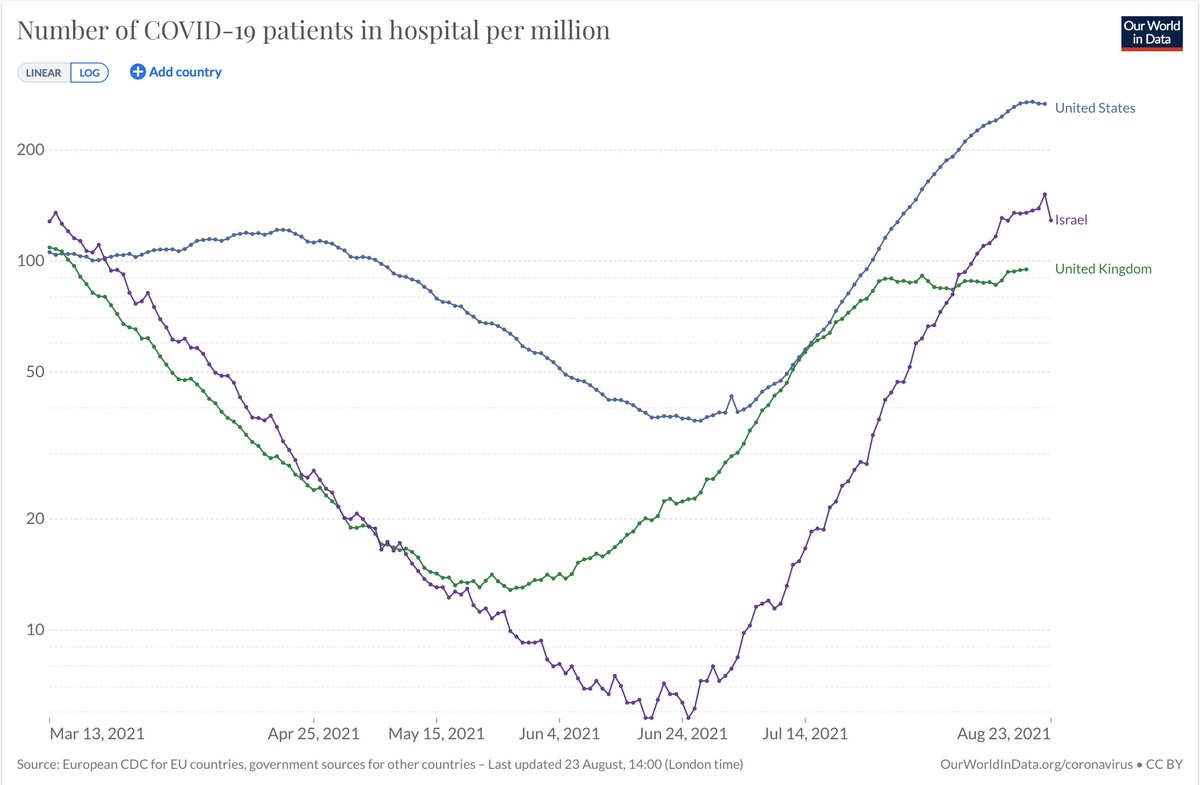 Number of COVID-19 patients in hospital per million
Our World
in Data
LINEAR LOG
Add country
United States
200
Israel
100
United Kingdom
50
20
10
Mar 13, 2021 Apr 25, 2021 May 15, 2021 Jun 4, 2021 Jun 24, 2021 Jul 14, 2021 Aug 23, 2021
Source: European CDC for EU countries, government sources for other countries – Last updated 23 August, 14:00 (London time)
OurWorldInData.org/coronavirus • CC BY